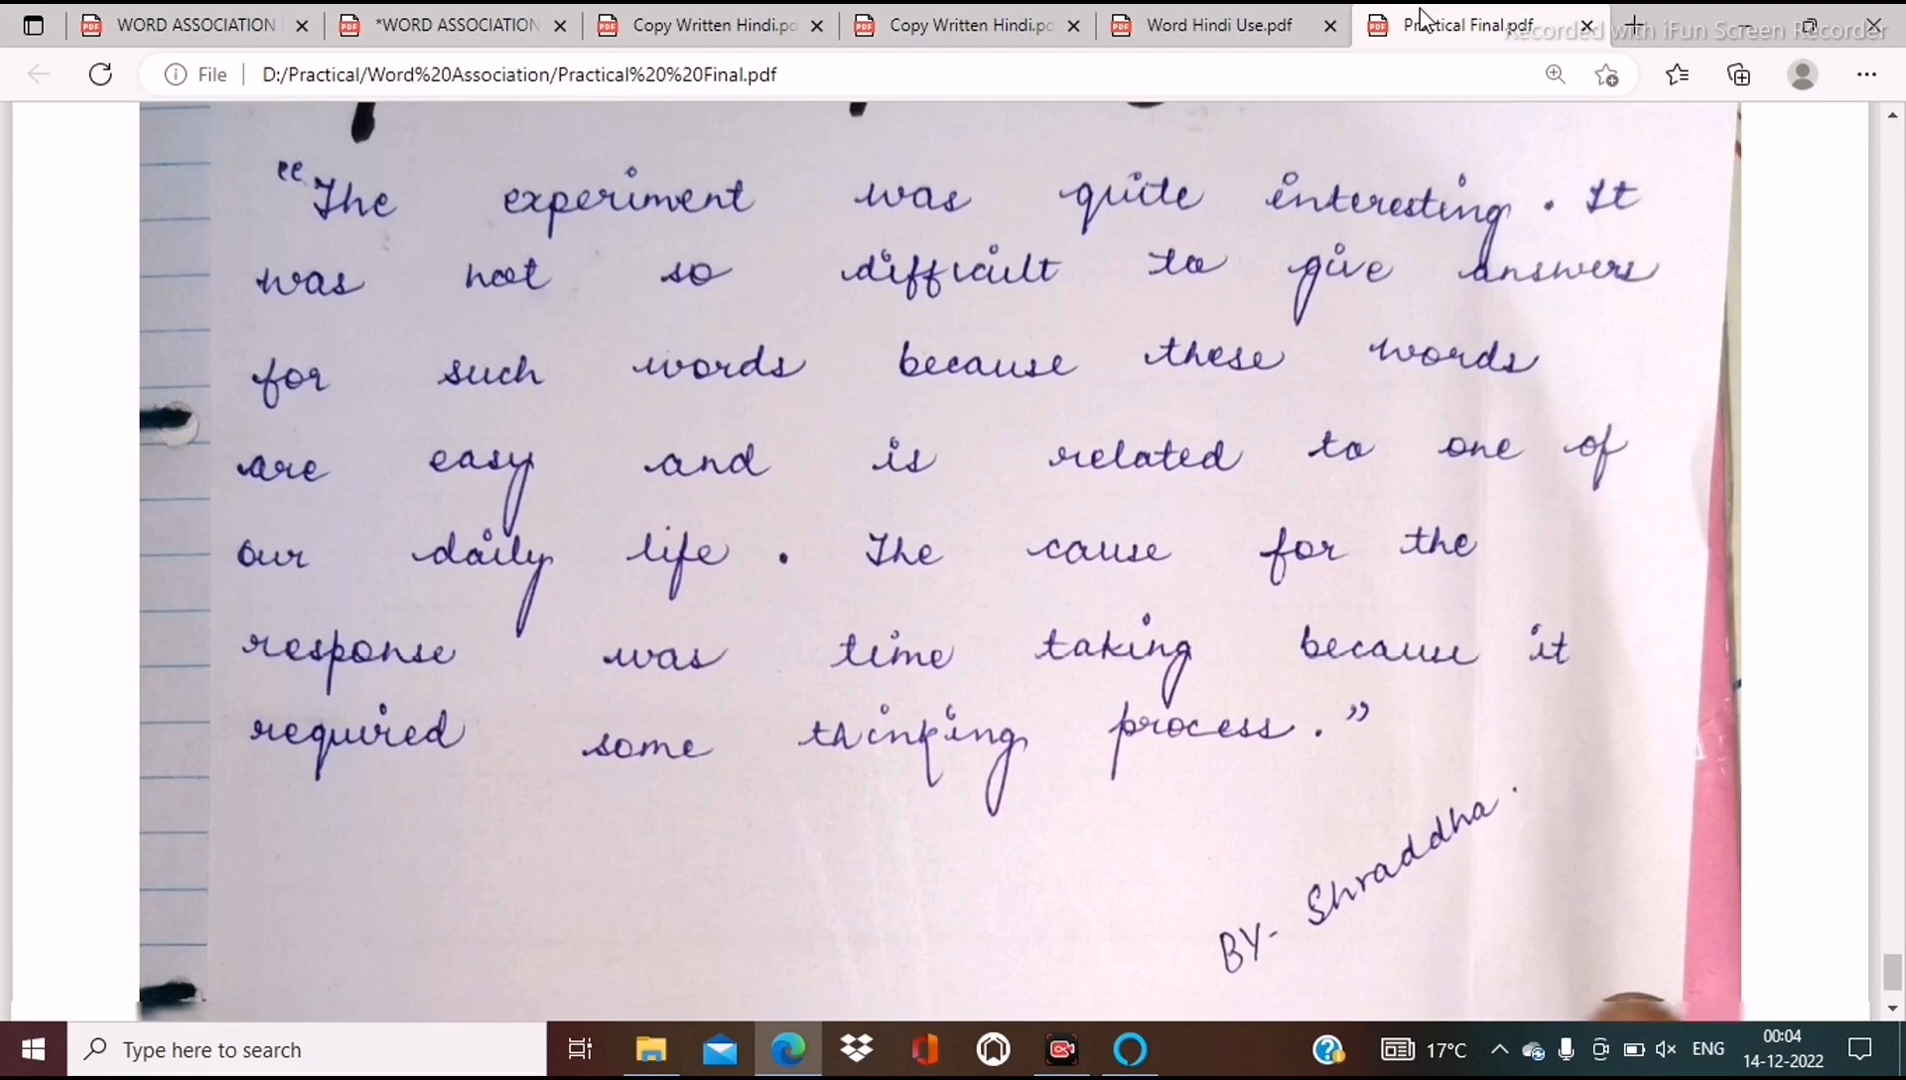 WORD ASSOCIATION
*WORD ASSOCIATION
Copy Written Hindi.pd
Copy Written Hindi.pd
Word Hindi Use.pdf
Practical Final.pdf
Recorded with iFun Screen Recorder
File D:/Practical/Word%20Association/Practical%20%20Final.pdf
"The experiment was quite interesting. It
was not so difficult to give answers
for such words because these words
are easy and is related to one of
our daily life. The cause for the
response was time taking because it
required some thinking process."
BY- Shraddha.
Type here to search
17°C
ENG
00:04
14-12-2022